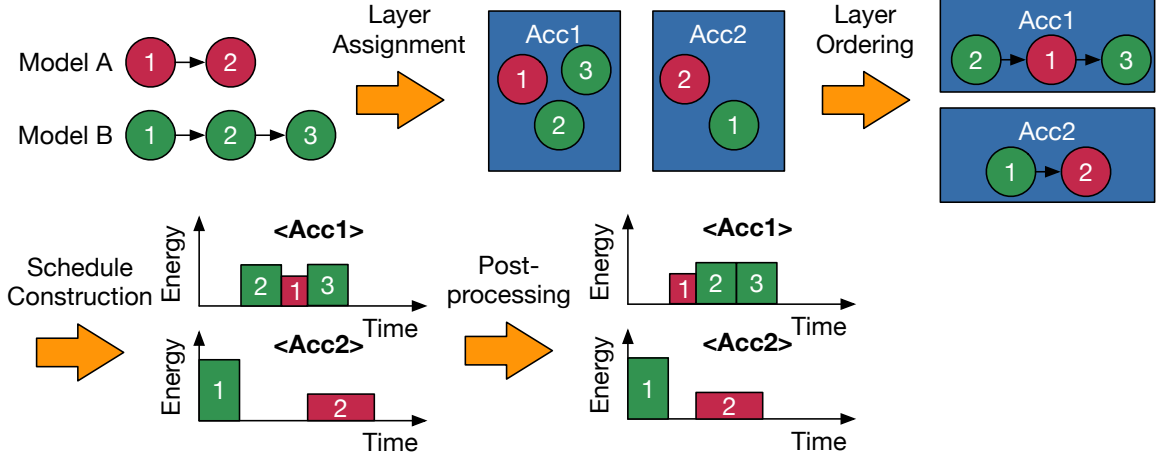 Model A 1 2
Model B 1 2 3
Layer
Assignment
Acc1
1 3
2
Acc2
2
1
Layer
Ordering
Acc1
2 1 3
Acc2
1 2
Schedule
Construction
<Acc1>
Energy
2 1 3
Time
<Acc2>
Energy
1
2
Time
Post-
processing
<Acc1>
Energy
1 2 3
Time
<Acc2>
Energy
1
2
Time